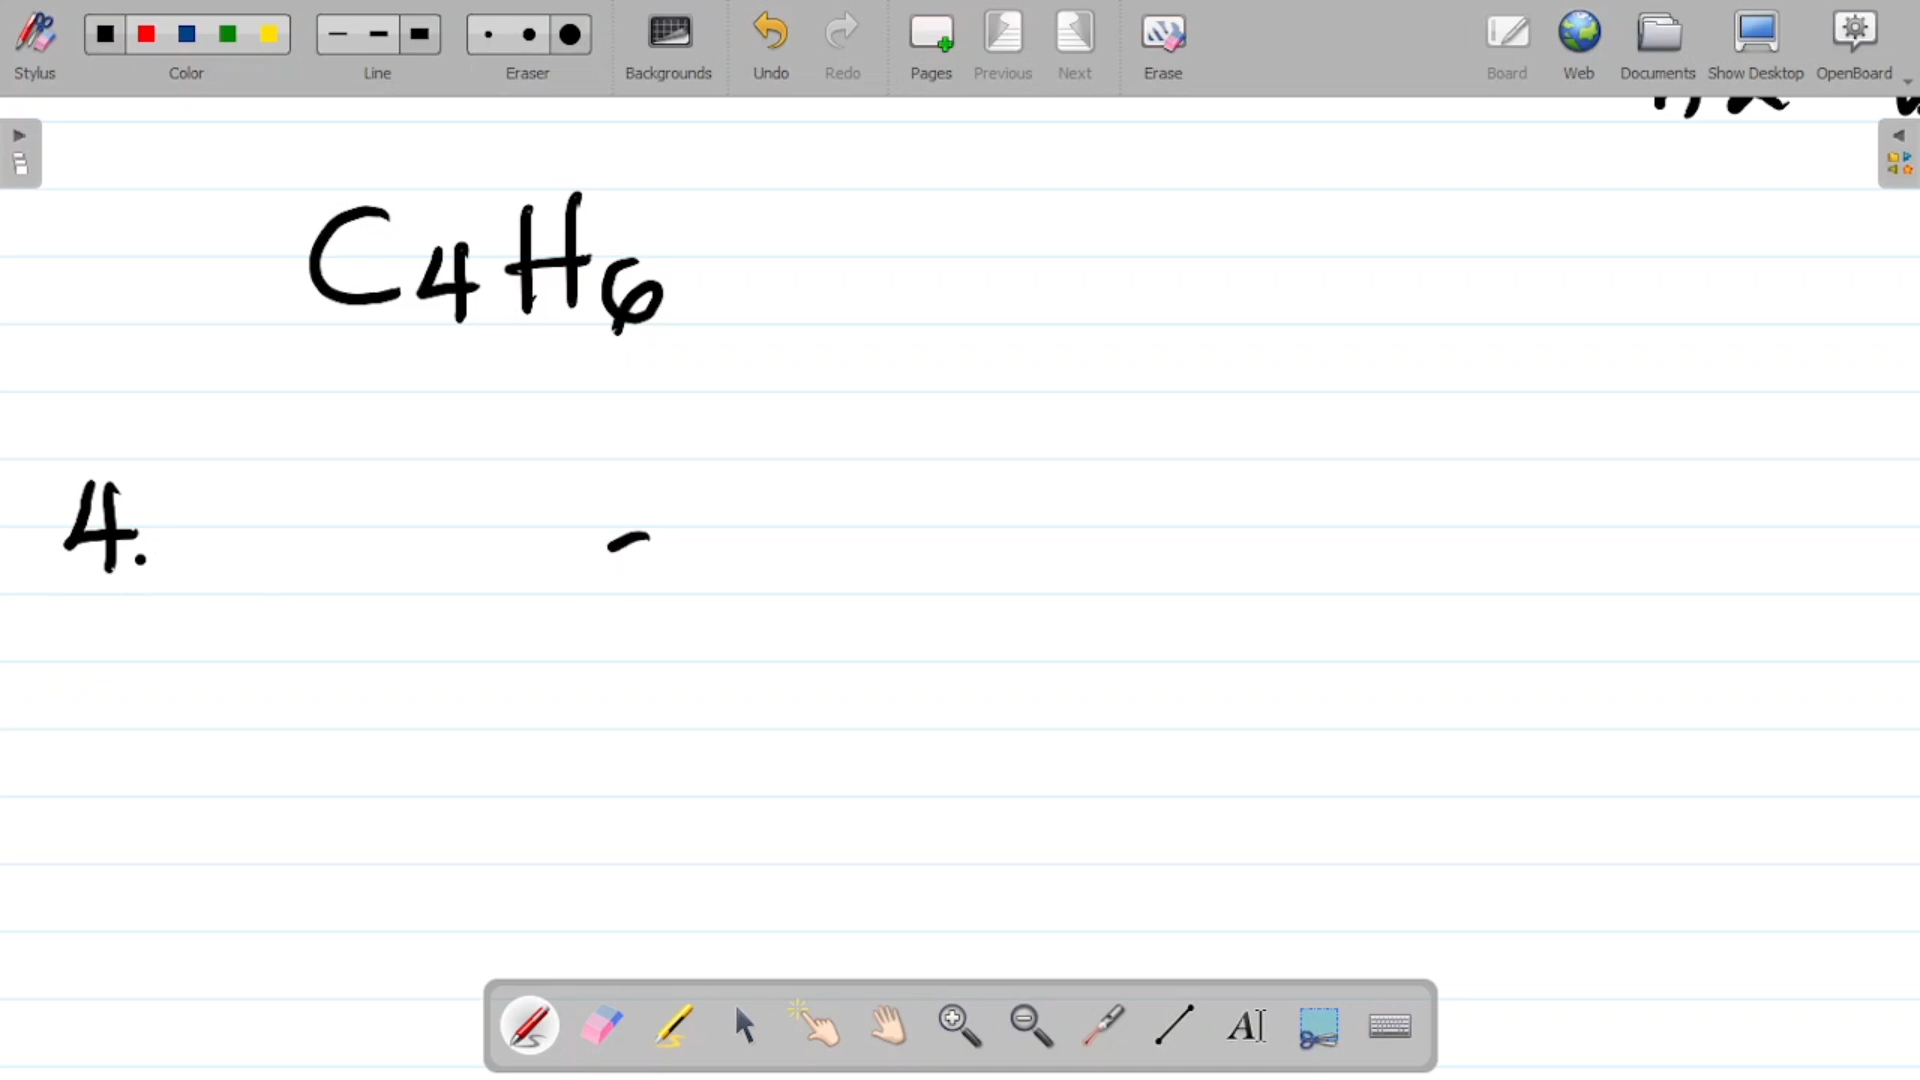 Stylus Color Line Eraser Backgrounds Undo Redo Pages Previous Next Erase Board Web Documents Show Desktop OpenBoard
C4H6
4. -